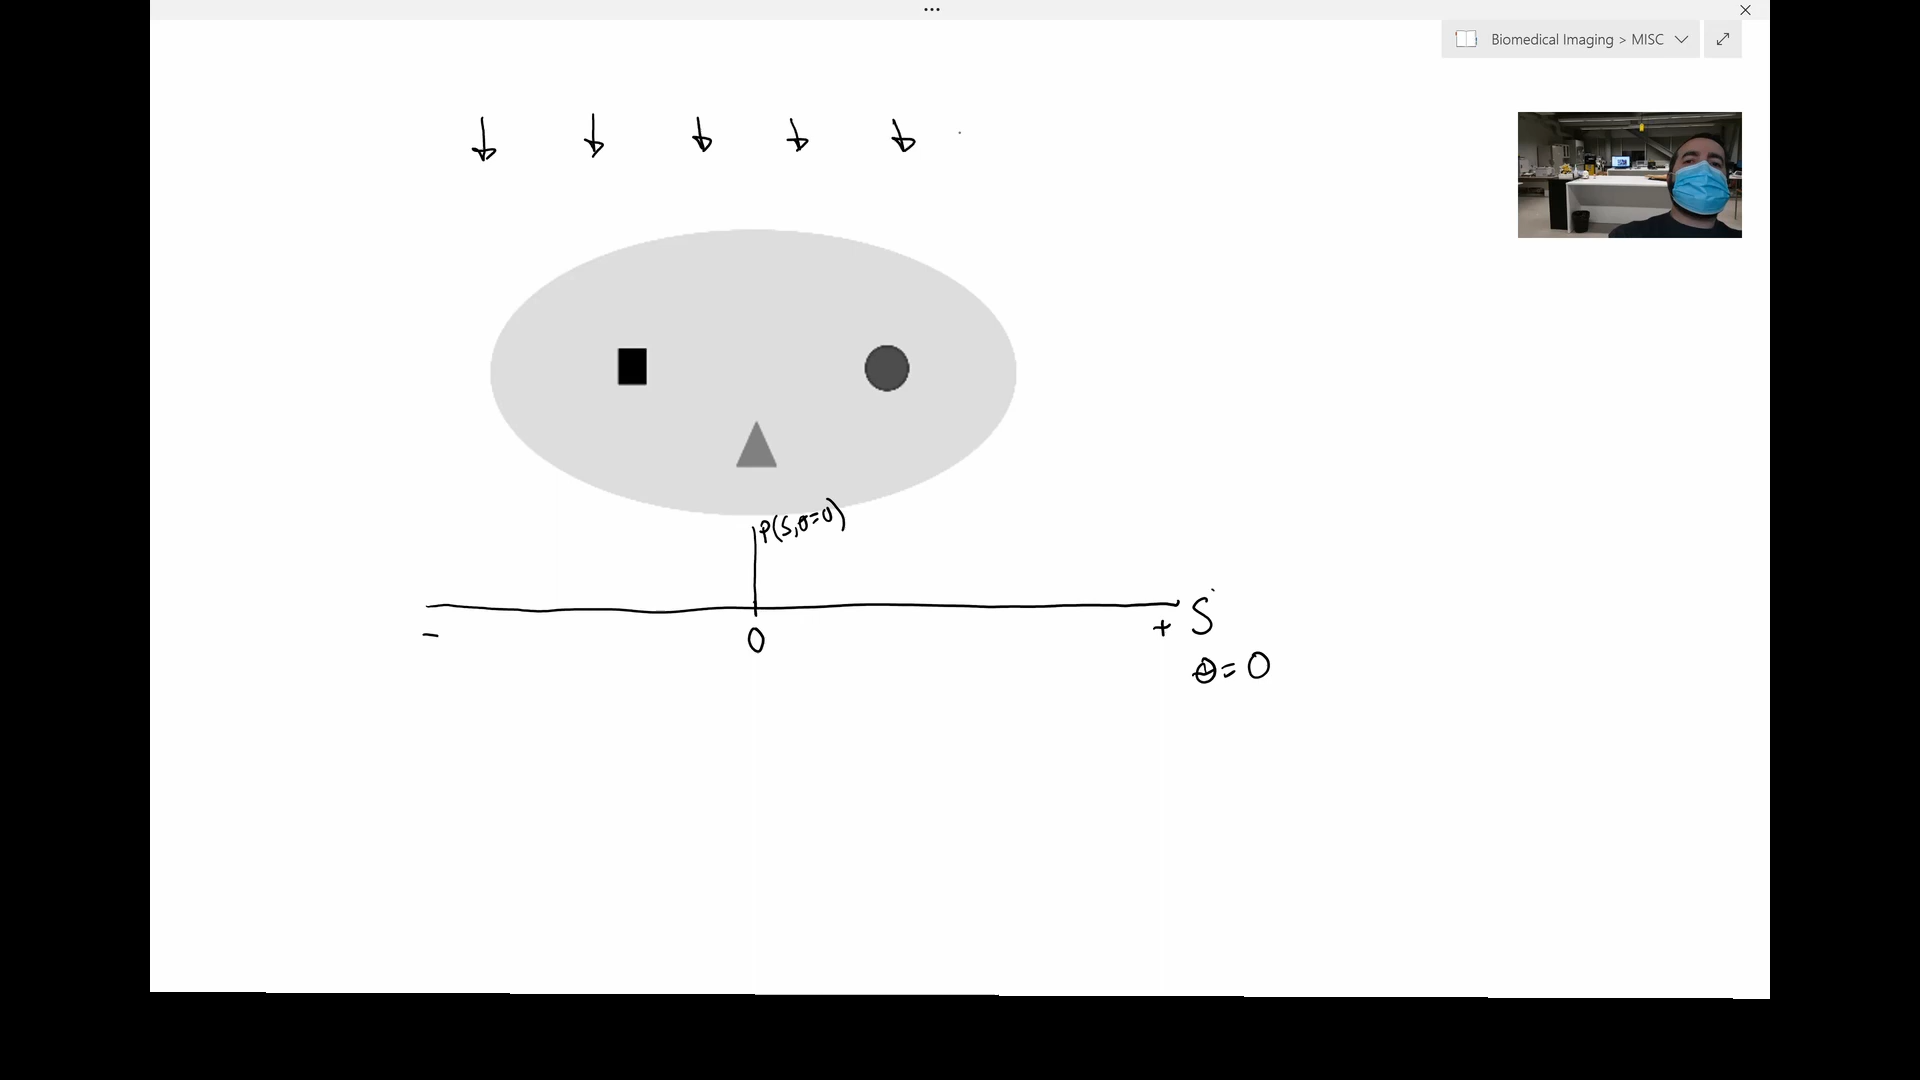 Biomedical Imaging > MISC
P(S,θ=0)
- 0 + S
θ= 0